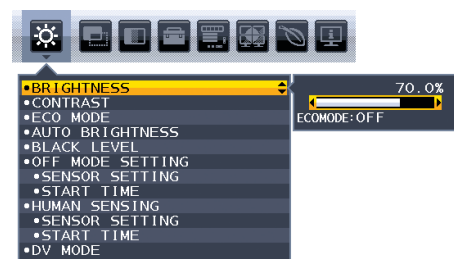 •BRIGHTNESS
70.0%
ECOMODE:OFF
•CONTRAST
•ECO MODE
•AUTO BRIGHTNESS
•BLACK LEVEL
•OFF MODE SETTING
•SENSOR SETTING
•START TIME
•HUMAN SENSING
•SENSOR SETTING
•START TIME
•DV MODE